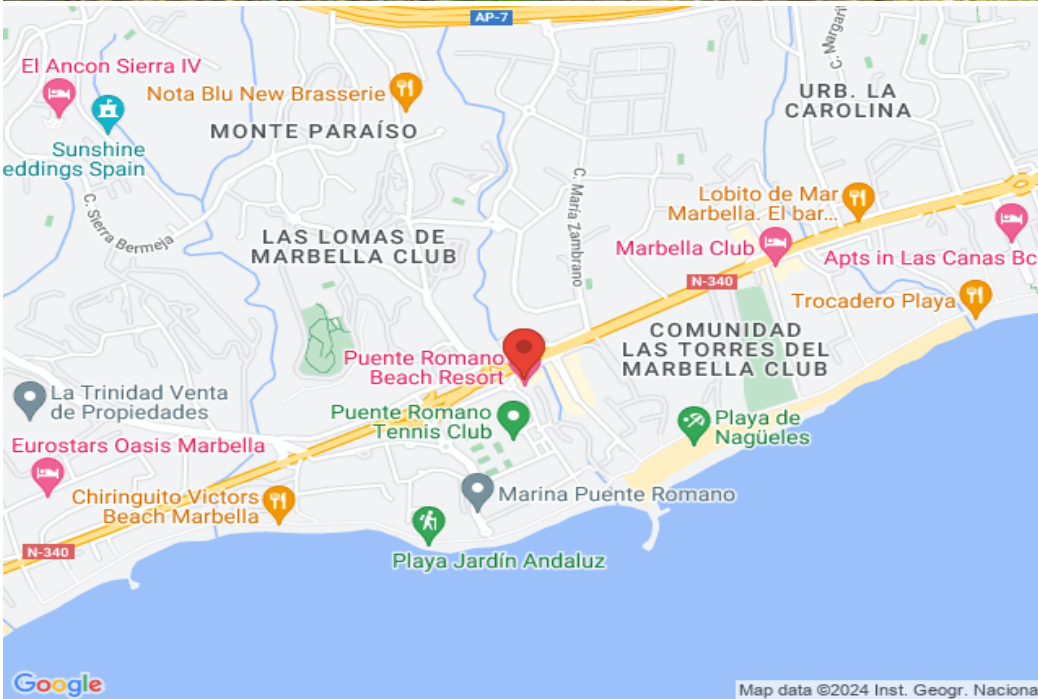 AP-7
C. Margari
El Ancon Sierra IV
Nota Blu New Brasserie
URB. LA
CAROLINA
MONTE PARAÍSO
Sunshine
eddings Spain
C. María Zambrano
Lobito de Mar
Marbella. El bar...
C. Sierra Bermeja
LAS LOMAS DE
MARBELLA CLUB
Marbella Club
Apts in Las Canas Bc
N-340
Trocadero Playa
COMUNIDAD
LAS TORRES DEL
MARBELLA CLUB
Puente Romano
Beach Resort
La Trinidad Venta
de Propiedades
Puente Romano
Tennis Club
Playa de
Nagüeles
Eurostars Oasis Marbella
Chiringuito Victors
Beach Marbella
Marina Puente Romano
N-340
Playa Jardín Andaluz
Google
Map data ©2024 Inst. Geogr. Naciona